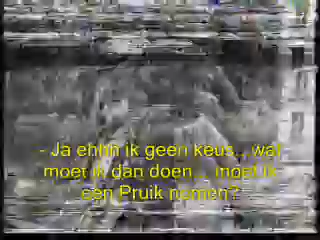 - Ja ehhh ik geen keus...wat
moet ik dan doen... moet ik
een Pruik nemen?